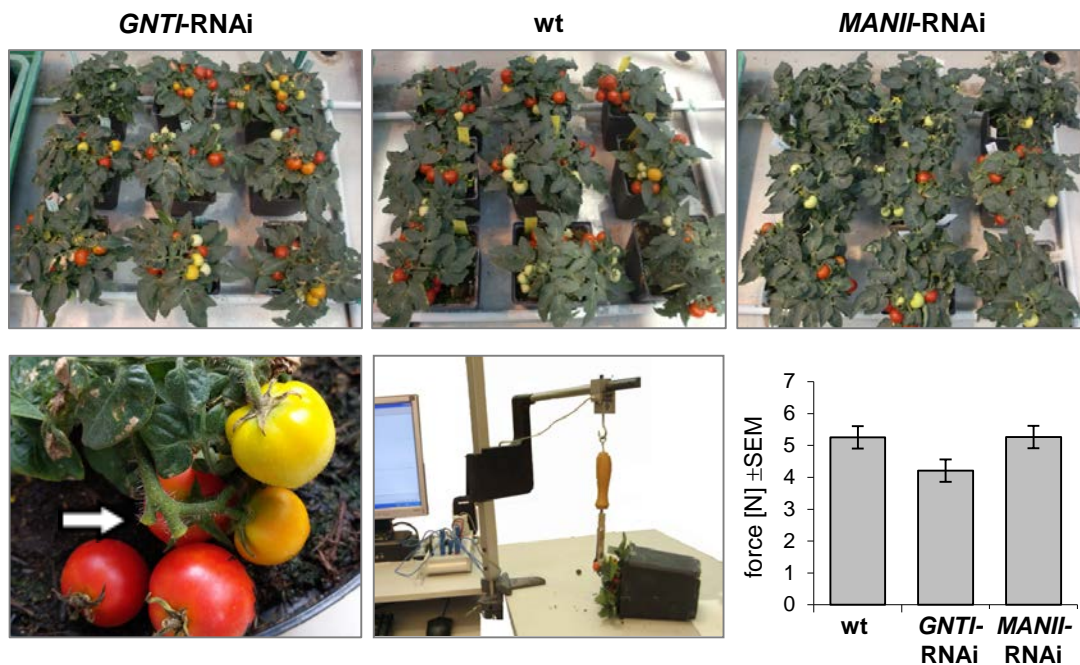 GNTI-RNAi
wt
MANII-RNAi
force [N] ±SEM
7
6
5
4
3
2
1
0
wt
GNTI-
RNAi
MANII-
RNAi